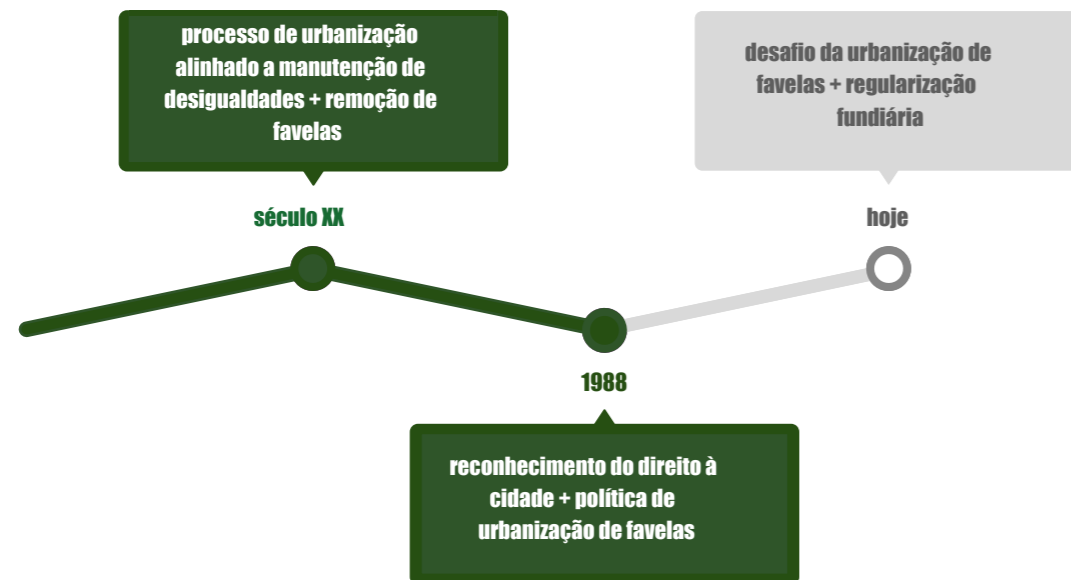 processo de urbanização
alinhado a manutenção de
desigualdades + remoção de
favelas
século XX
desafio da urbanização de
favelas + regularização
fundiária
hoje
1988
reconhecimento do direito à
cidade + política de
urbanização de favelas